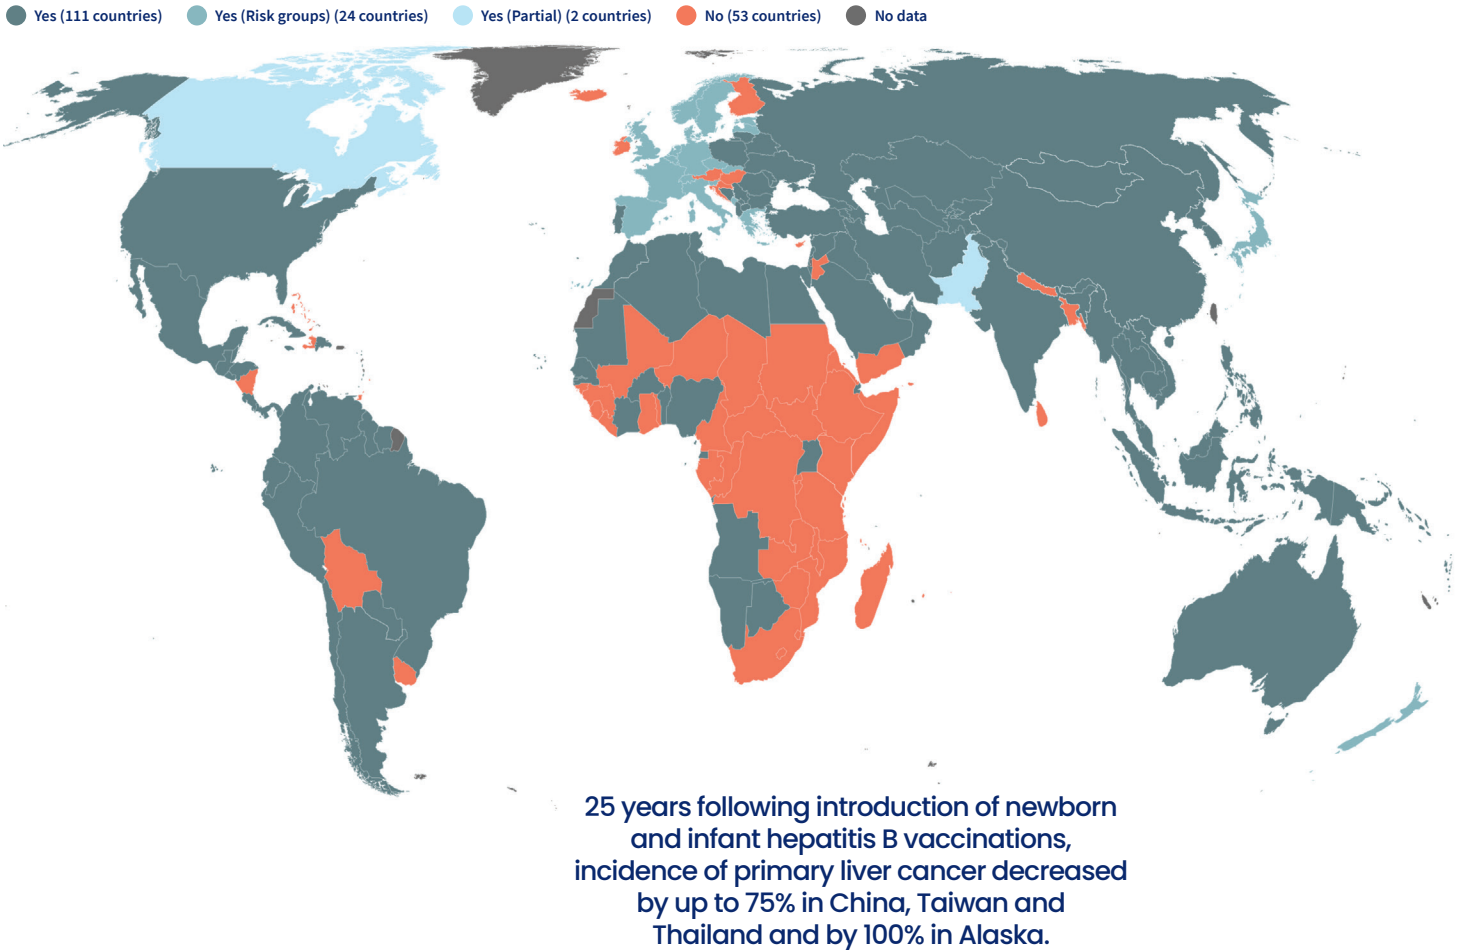 Yes (111 countries) Yes (Risk groups) (24 countries) Yes (Partial) (2 countries) No (53 countries) No data
25 years following introduction of newborn
and infant hepatitis B vaccinations,
incidence of primary liver cancer decreased
by up to 75% in China, Taiwan and
Thailand and by 100% in Alaska.